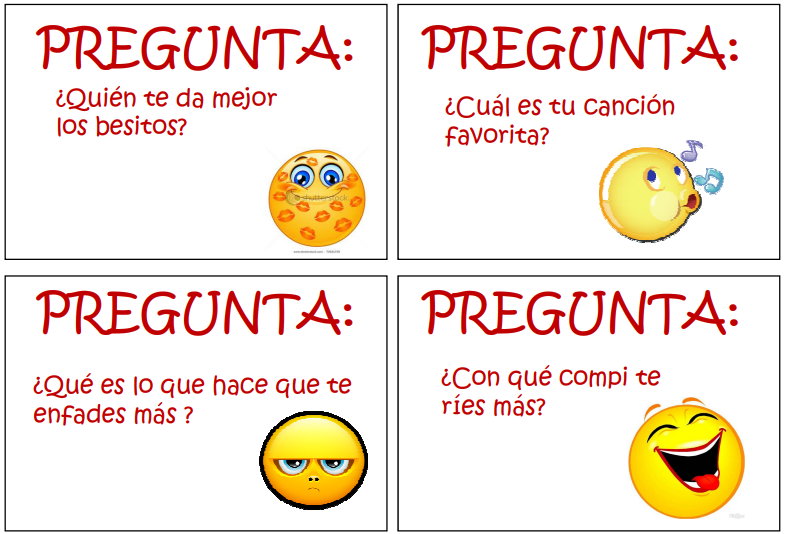 PREGUNTA:
¿Quién te da mejor
los besitos?
shutterstock
PREGUNTA:
¿Cuál es tu canción
favorita?
PREGUNTA:
¿Qué es lo que hace que te
enfades más ?
PREGUNTA:
¿Con qué compi te
ríes más?